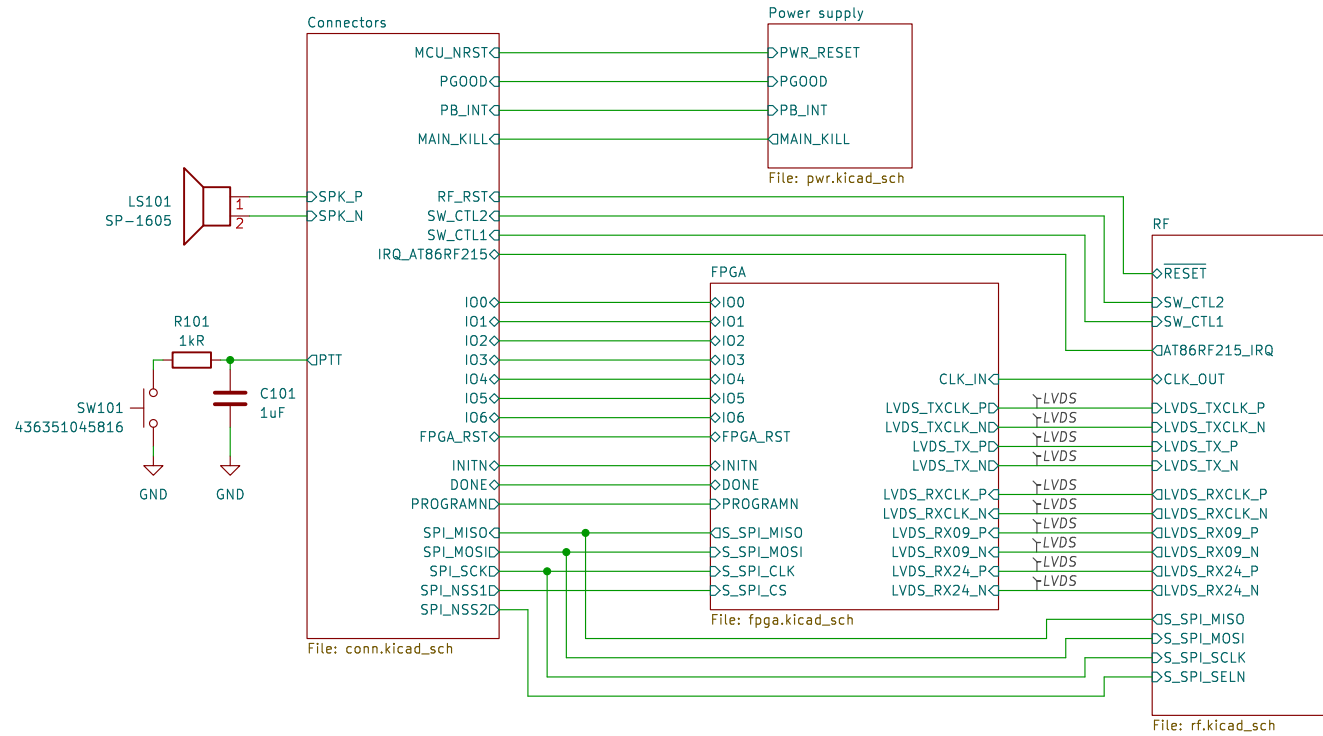 Connectors
MCU_NRST
PGOOD
PB_INT
MAIN_KILL
SPK_P
SPK_N
RF_RST
SW_CTL2
SW_CTL1
IRQ_AT86RF215
IO0
IO1
IO2
IO3
IO4
IO5
IO6
FPGA_RST
PTT
INITN
DONE
PROGRAMN
SPI_MISO
SPI_MOSI
SPI_SCK
SPI_NSS1
SPI_NSS2
File: conn.kicad_sch
LS101
SP-1605
1
2
R101
1kR
SW101
436351045816
C101
1uF
GND
GND
Power supply
PWR_RESET
PGOOD
PB_INT
MAIN_KILL
File: pwr.kicad_sch
FPGA
IO0
IO1
IO2
IO3
IO4
IO5
IO6
FPGA_RST
INITN
DONE
PROGRAMN
S_SPI_MISO
S_SPI_MOSI
S_SPI_CLK
S_SPI_CS
CLK_IN
LVDS_TXCLK_P
LVDS_TXCLK_N
LVDS_TX_P
LVDS_TX_N
LVDS_RXCLK_P
LVDS_RXCLK_N
LVDS_RX09_P
LVDS_RX09_N
LVDS_RX24_P
LVDS_RX24_N
File: fpga.kicad_sch
LVDS
LVDS
LVDS
LVDS
LVDS
LVDS
LVDS
LVDS
LVDS
LVDS
RF
RESET
SW_CTL2
SW_CTL1
AT86RF215_IRQ
CLK_OUT
LVDS_TXCLK_P
LVDS_TXCLK_N
LVDS_TX_P
LVDS_TX_N
LVDS_RXCLK_P
LVDS_RXCLK_N
LVDS_RX09_P
LVDS_RX09_N
LVDS_RX24_P
LVDS_RX24_N
S_SPI_MISO
S_SPI_MOSI
S_SPI_SCLK
S_SPI_SELN
File: rf.kicad_sch